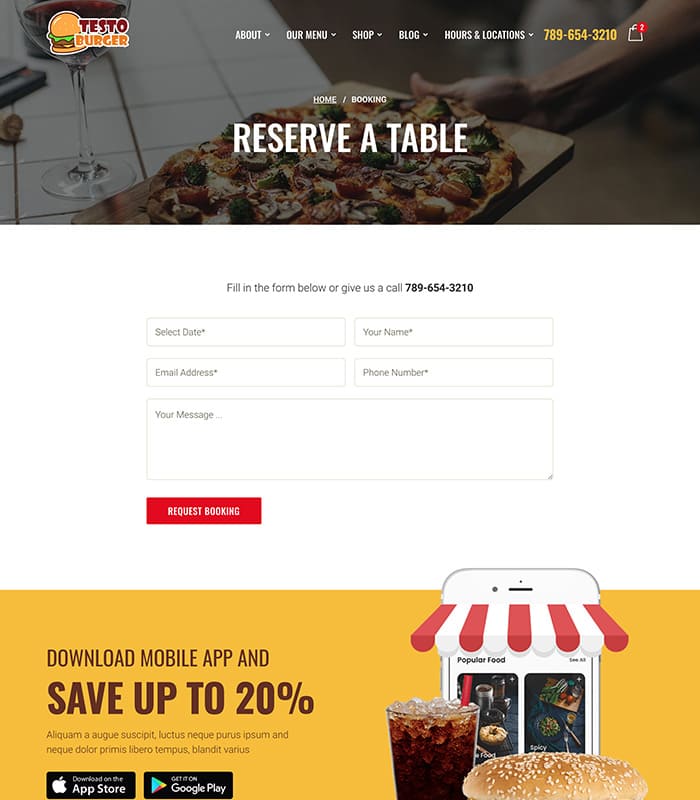 TESTO
BURGER
ABOUT
OUR MENU
SHOP
BLOG
HOURS & LOCATIONS
789-654-3210
2
HOME / BOOKING
RESERVE A TABLE
Fill in the form below or give us a call 789-654-3210
Select Date*
Your Name*
Email Address*
Phone Number*
Your Message ...
REQUEST BOOKING
DOWNLOAD MOBILE APP AND
SAVE UP TO 20%
Aliquam a augue suscipit, luctus neque purus ipsum and
neque dolor primis libero tempus, blandit varius
Download on the
App Store
GET IT ON
Google Play
Popular Food
See All
Food
Spicy